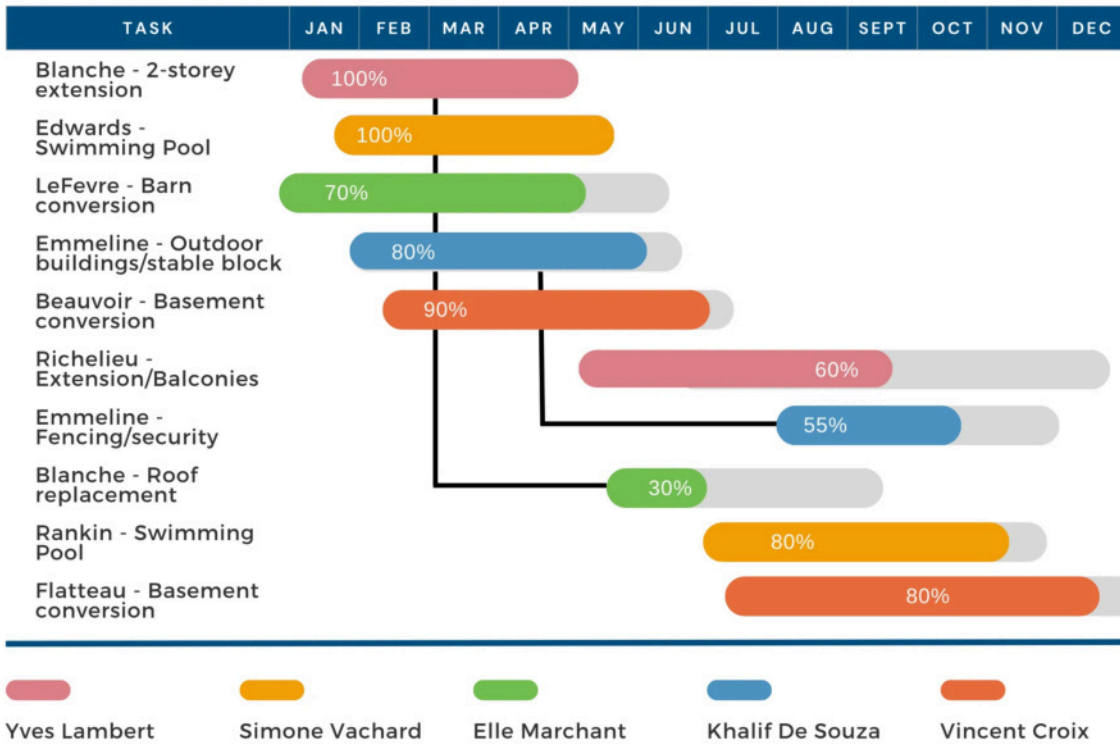 TASK JAN FEB MAR APR MAY JUN JUL AUG SEPT OCT NOV DEC
Blanche - 2-storey
extension
100%
Edwards -
Swimming Pool
100%
LeFevre - Barn
conversion
70%
Emmeline - Outdoor
buildings/stable block
80%
Beauvoir - Basement
conversion
90%
Richelieu -
Extension/Balconies
60%
Emmeline -
Fencing/security
55%
Blanche - Roof
replacement
30%
Rankin - Swimming
Pool
80%
Flatteau - Basement
conversion
80%
Yves Lambert Simone Vachard Elle Marchant Khalif De Souza Vincent Croix